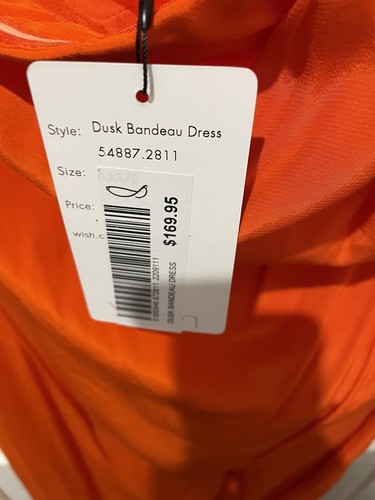 Style: Dusk Bandeau Dress
54887.2811
Size:
Price:
wish.c
$169.95
DUSK BANDEAU DRESS